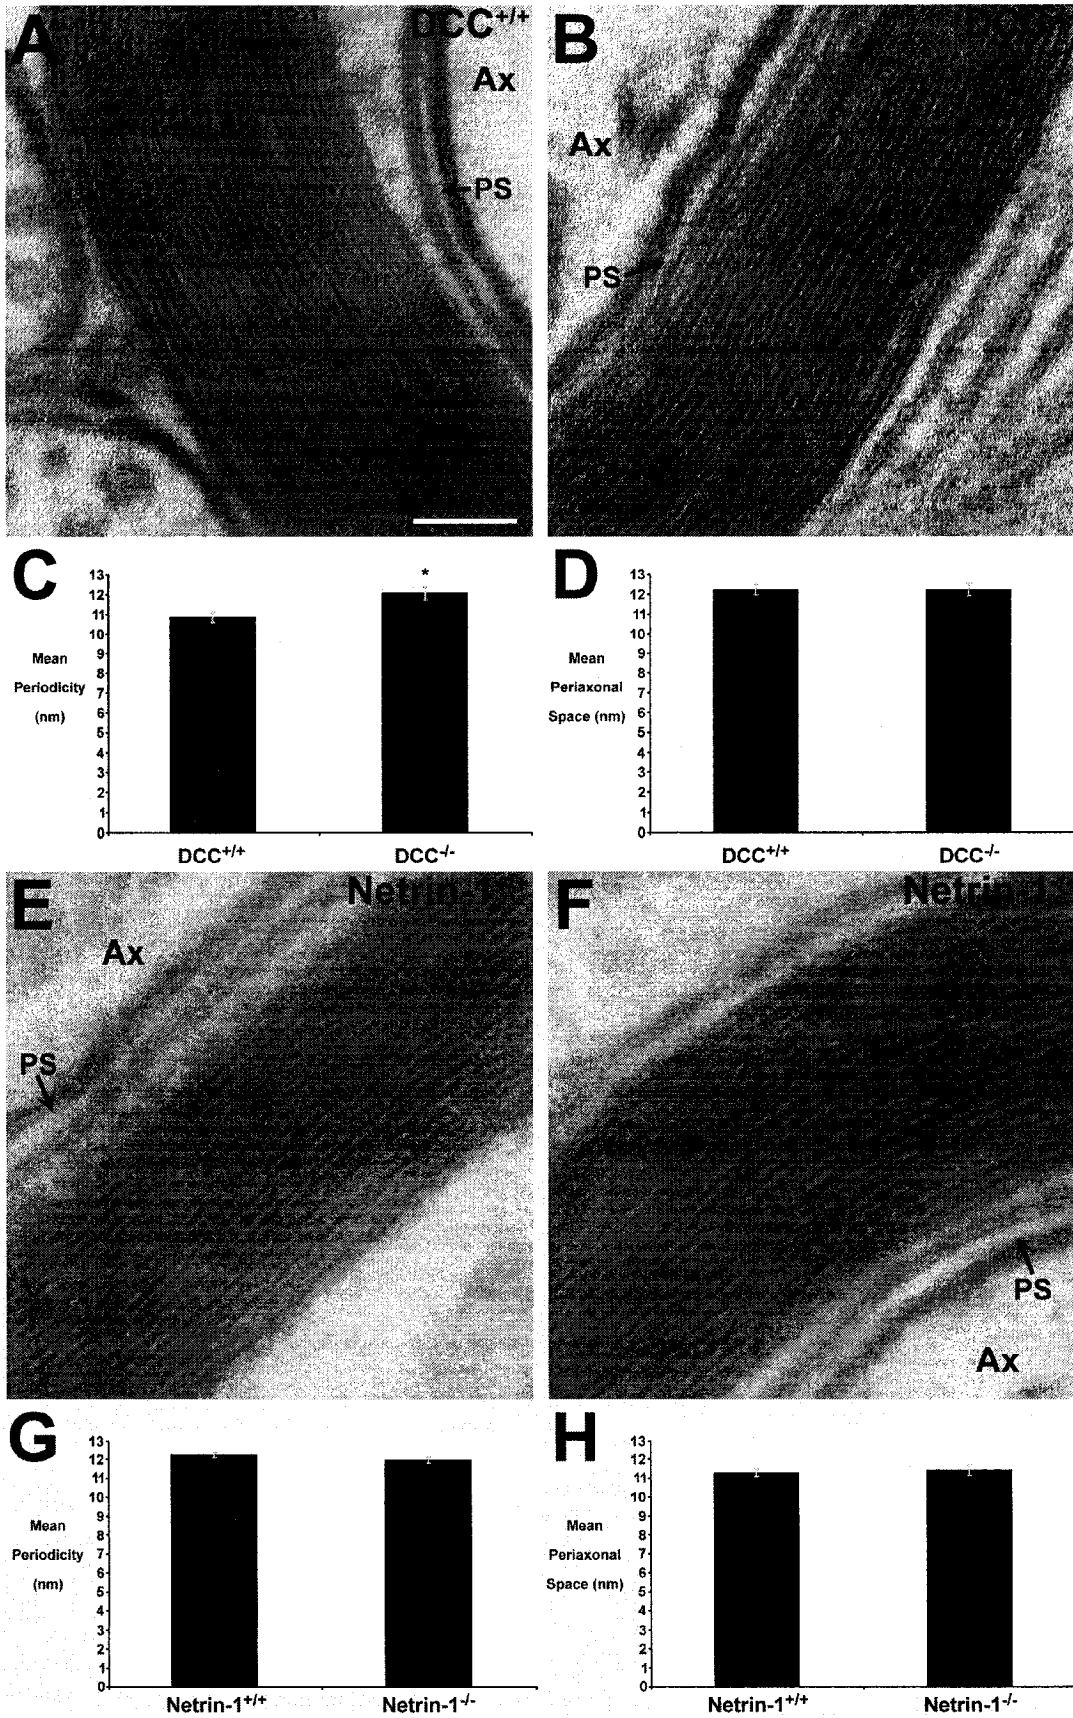 A
DCC+/+
Ax
PS
B
Ax
PS
C
13
12
11
10
9
8
7
6
5
4
3
2
1
0
Mean
Periodicity
(nm)
*
DCC+/+
DCC-/-
D
13
12
11
10
9
8
7
6
5
4
3
2
1
0
Mean
Periaxonal
Space (nm)
DCC+/+
DCC-/-
E
Netrin-1
Ax
PS
F
Netrin-1
PS
Ax
G
13
12
11
10
9
8
7
6
5
4
3
2
1
0
Mean
Periodicity
(nm)
Netrin-1+/+
Netrin-1-/-
H
13
12
11
10
9
8
7
6
5
4
3
2
1
0
Mean
Periaxonal
Space (nm)
Netrin-1+/+
Netrin-1-/-